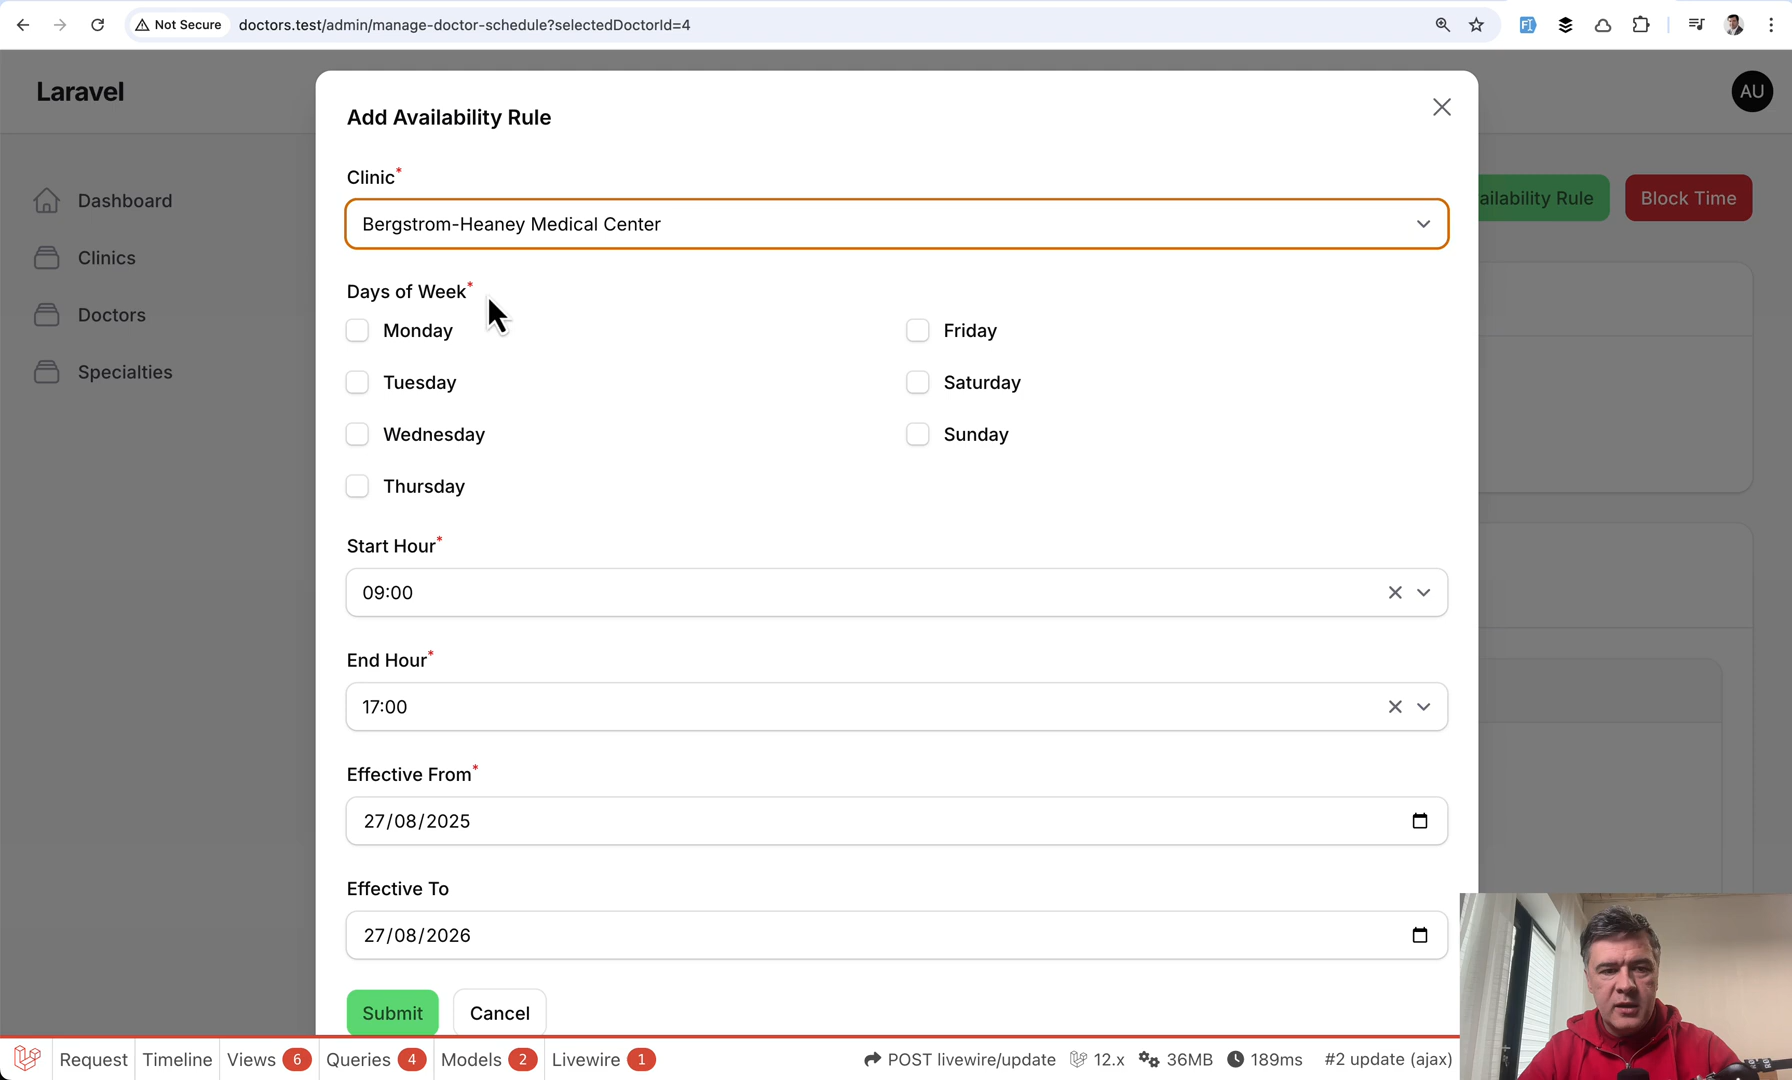 Not Secure
doctors.test/admin/manage-doctor-schedule?selectedDoctorId=4
Laravel
AU
Dashboard
Clinics
Doctors
Specialties
ailability Rule
Block Time
Add Availability Rule
Clinic*
Bergstrom-Heaney Medical Center
Days of Week*
Monday
Friday
Tuesday
Saturday
Wednesday
Sunday
Thursday
Start Hour*
09:00
End Hour*
17:00
Effective From*
27/08/2025
Effective To
27/08/2026
Submit
Cancel
Request
Timeline
Views 6
Queries 4
Models 2
Livewire 1
POST livewire/update
12.x
36MB
189ms
#2 update (ajax)